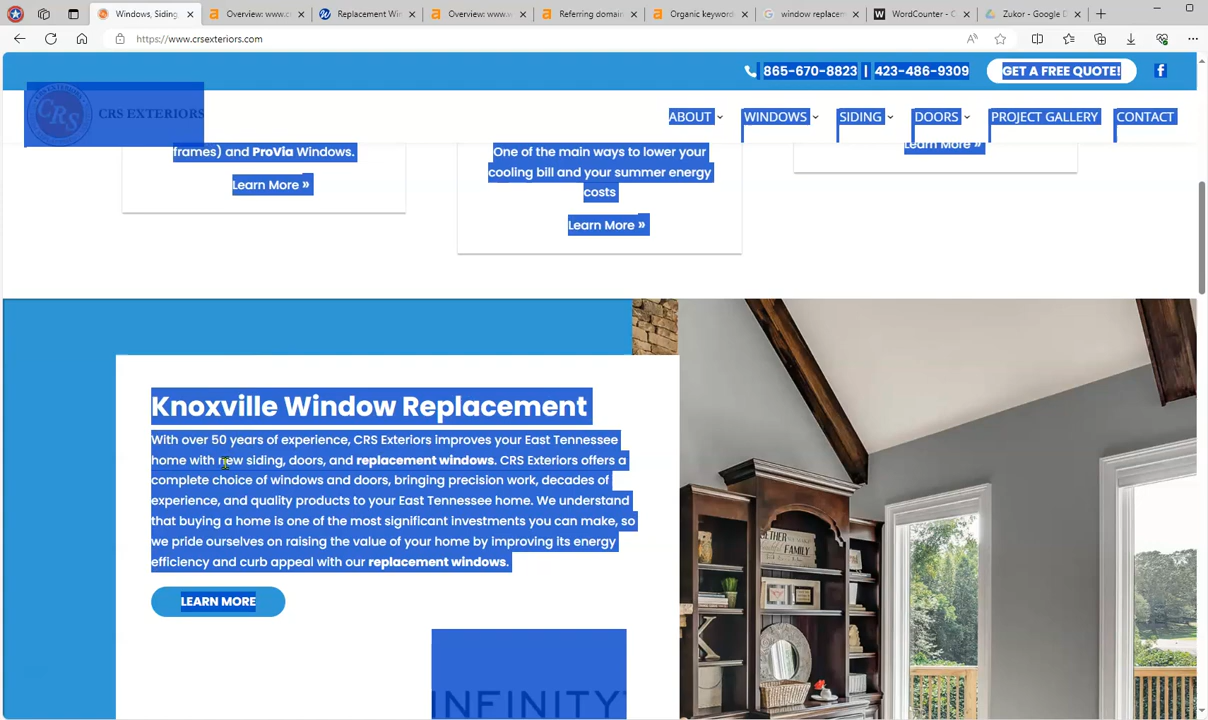 Windows, Siding
Overview: www.c
Replacement Win
Overview: www.v
Referring domain
Organic keyword
window replacem
WordCounter - C
Zukor - Google D
https://www.crsexteriors.com
865-670-8823 | 423-486-9309
GET A FREE QUOTE!
CRS
CRS EXTERIORS
ABOUT
WINDOWS
SIDING
DOORS
PROJECT GALLERY
CONTACT
frames) and ProVia Windows.
Learn More »
One of the main ways to lower your
cooling bill and your summer energy
costs
Learn More »
Learn More »
Knoxville Window Replacement
With over 50 years of experience, CRS Exteriors improves your East Tennessee
home with new siding, doors, and replacement windows. CRS Exteriors offers a
complete choice of windows and doors, bringing precision work, decades of
experience, and quality products to your East Tennessee home. We understand
that buying a home is one of the most significant investments you can make, so
we pride ourselves on raising the value of your home by improving its energy
efficiency and curb appeal with our replacement windows.
LEARN MORE
INFINITY
TOGETHER
FAMILY